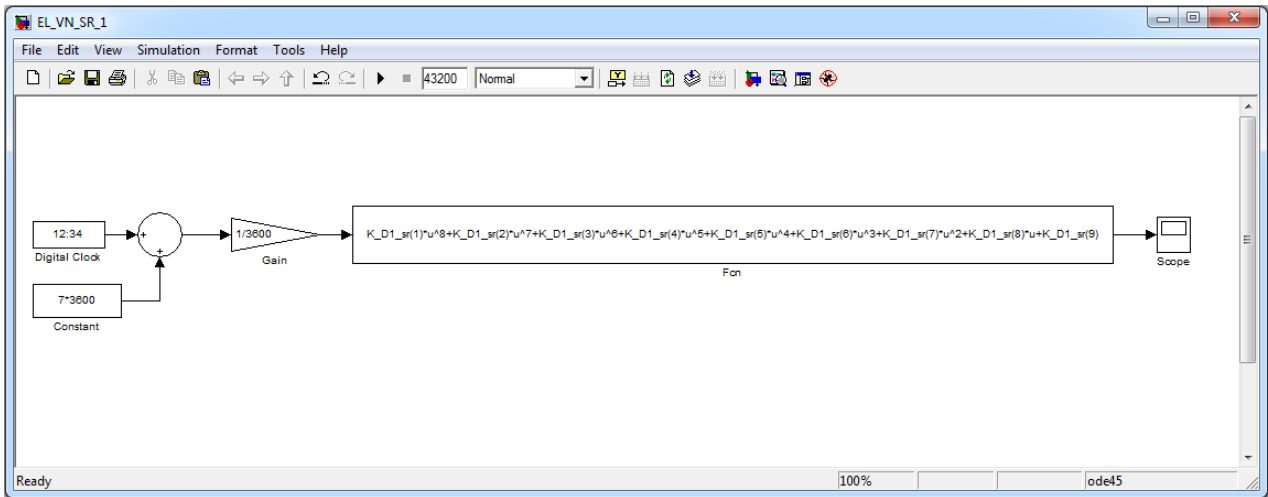 EL_VN_SR_1
File Edit View Simulation Format Tools Help
43200 Normal
12:34
Digital Clock
7*3600
Constant
1/3600
Gain
K_D1_sr(1)*u^8+K_D1_sr(2)*u^7+K_D1_sr(3)*u^6+K_D1_sr(4)*u^5+K_D1_sr(5)*u^4+K_D1_sr(6)*u^3+K_D1_sr(7)*u^2+K_D1_sr(8)*u+K_D1_sr(9)
Fcn
Scope
Ready 100% ode45